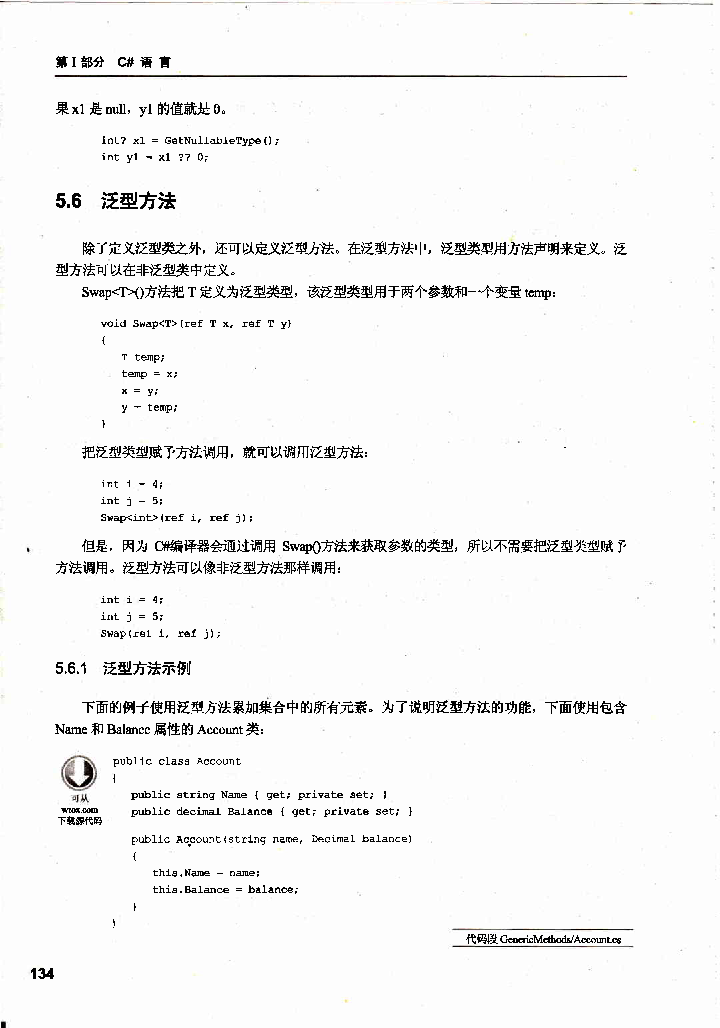 第 I 部分 C# 语 言
果 x1 是 null，y1 的值就是 0。
int? x1 = GetNullableType();
int y1 = x1 ?? 0;
5.6 泛型方法
除了定义泛型类之外，还可以定义泛型方法。在泛型方法中，泛型类型用方法声明来定义。泛
型方法可以在非泛型类中定义。
Swap<T>()方法把 T 定义为泛型类型，该泛型类型用于两个参数和一个变量 temp：
void Swap<T>(ref T x, ref T y)
{
T temp;
temp = x;
x = y;
y = temp;
}
把泛型类型赋予方法调用，就可以调用泛型方法：
int i = 4;
int j = 5;
Swap<int>(ref i, ref j);
但是，因为 C#编译器会通过调用 Swap()方法来获取参数的类型，所以不需要把泛型类型赋予
方法调用。泛型方法可以像非泛型方法那样调用：
int i = 4;
int j = 5;
Swap(ref i, ref j);
5.6.1 泛型方法示例
下面的例子使用泛型方法累加集合中的所有元素。为了说明泛型方法的功能，下面使用包含
Name 和 Balance 属性的 Account 类：
public class Account
{
public string Name { get; private set; }
public decimal Balance { get; private set; }
可从
wrox.com
下载源代码
public Account(string name, Decimal balance)
{
this.Name = name;
this.Balance = balance;
}
}
代码段 GenericMethods/Account.cs
134